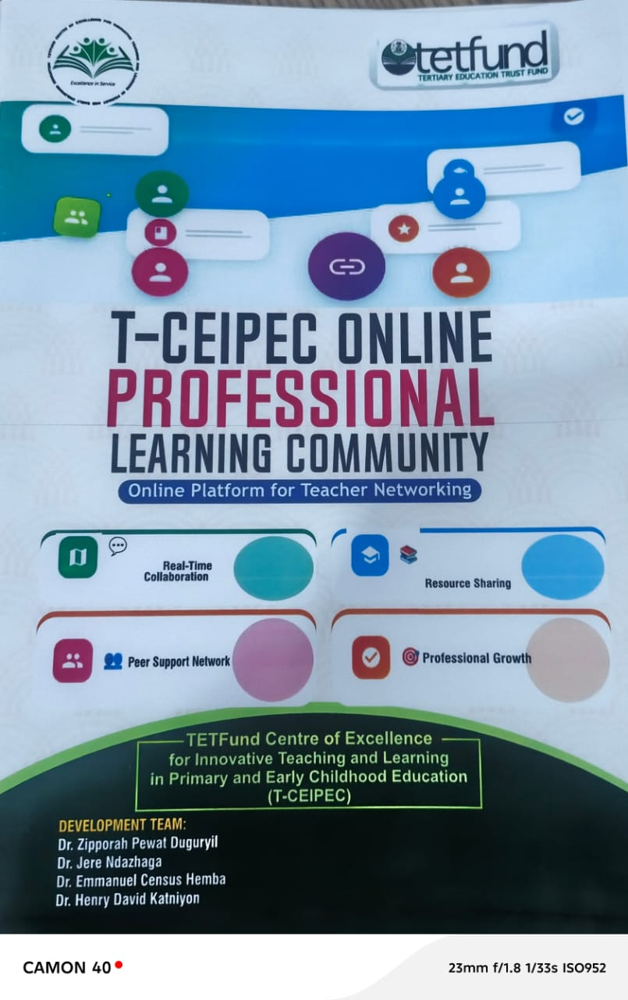 Excellence in Service
tetfund
TERTIARY EDUCATION TRUST FUND
T-CEIPEC ONLINE
PROFESSIONAL
LEARNING COMMUNITY
Online Platform for Teacher Networking
Real-Time
Collaboration
Resource Sharing
Peer Support Network
Professional Growth
TETFund Centre of Excellence
for Innovative Teaching and Learning
in Primary and Early Childhood Education
(T-CEIPEC)
DEVELOPMENT TEAM:
Dr. Zipporah Pewat Duguryil
Dr. Jere Ndazhaga
Dr. Emmanuel Census Hemba
Dr. Henry David Katniyon
CAMON 40
23mm f/1.8 1/33s ISO952